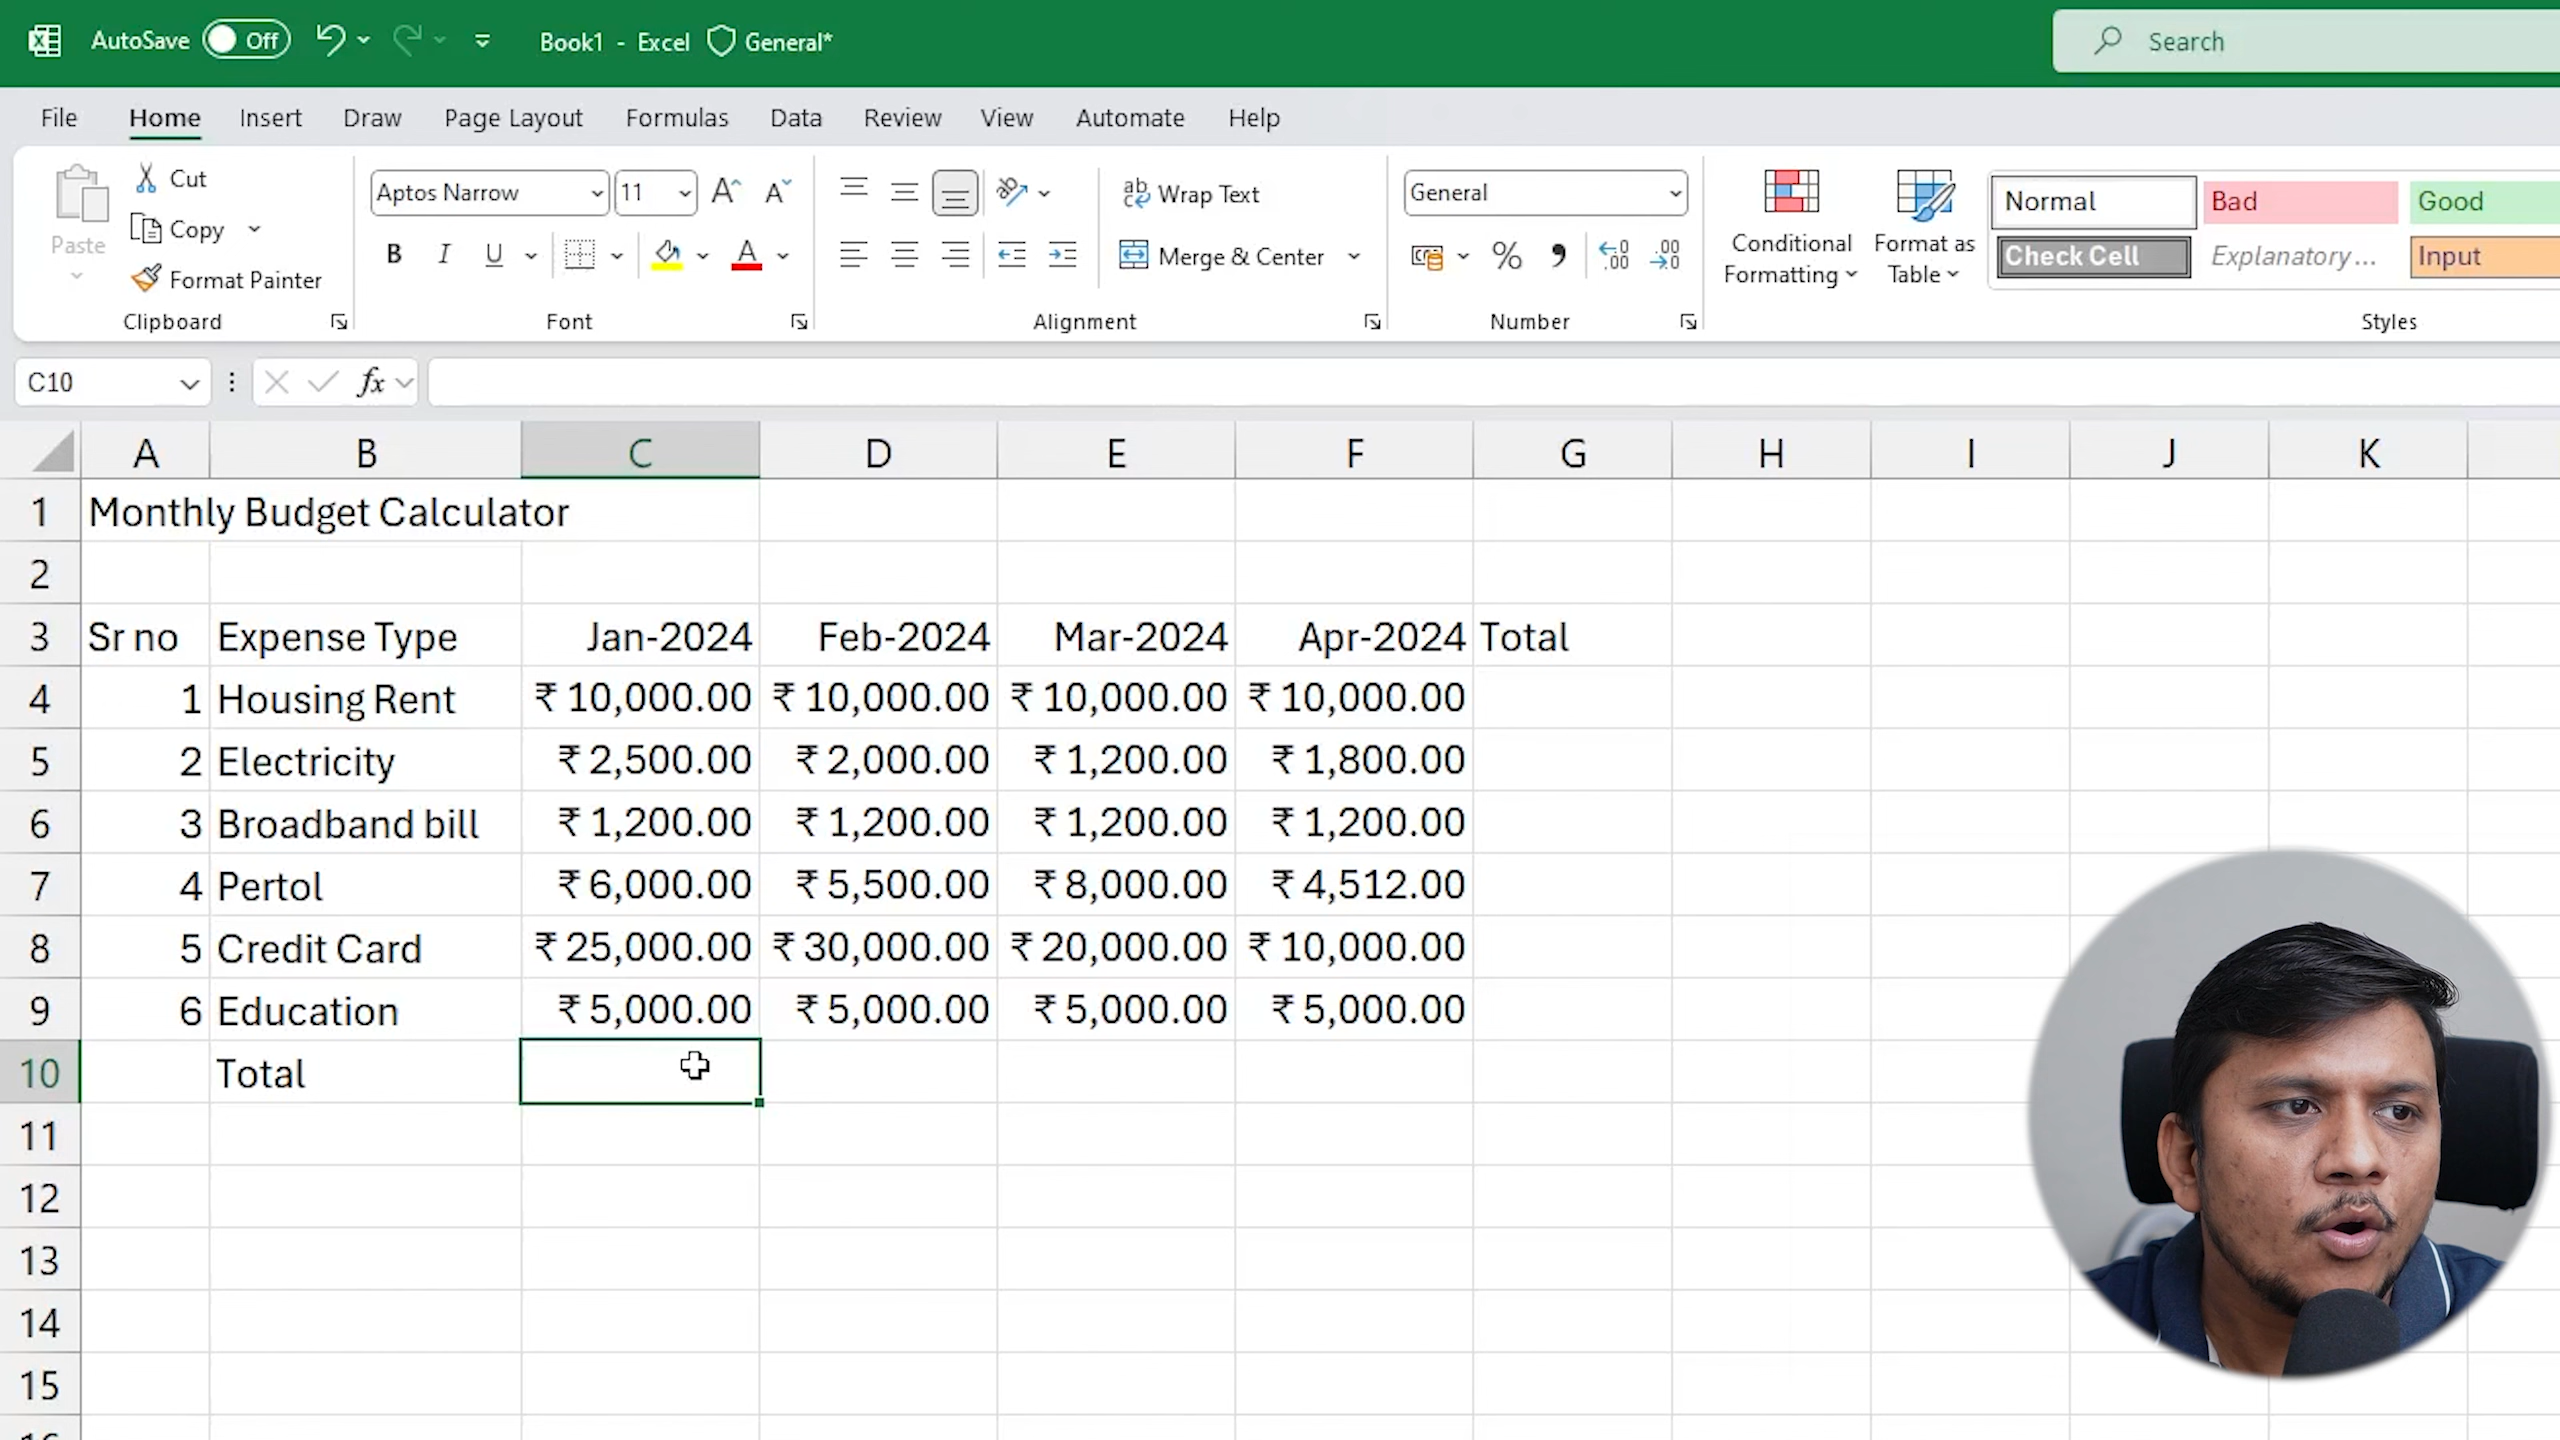 AutoSave Off Book1 - Excel General* Search
File Home Insert Draw Page Layout Formulas Data Review View Automate Help
Paste Cut Copy Format Painter
Clipboard
Aptos Narrow 11
B I U A
Font
Wrap Text
Merge & Center
Alignment
General
% 
Number
Conditional Formatting
Format as Table
Normal Bad Good
Check Cell Explanatory ... Input
Styles
C10 fx
A B C D E F G H I J K
1 Monthly Budget Calculator
2
3 Sr no Expense Type Jan-2024 Feb-2024 Mar-2024 Apr-2024 Total
4 1 Housing Rent ₹ 10,000.00 ₹ 10,000.00 ₹ 10,000.00 ₹ 10,000.00
5 2 Electricity ₹ 2,500.00 ₹ 2,000.00 ₹ 1,200.00 ₹ 1,800.00
6 3 Broadband bill ₹ 1,200.00 ₹ 1,200.00 ₹ 1,200.00 ₹ 1,200.00
7 4 Pertol ₹ 6,000.00 ₹ 5,500.00 ₹ 8,000.00 ₹ 4,512.00
8 5 Credit Card ₹ 25,000.00 ₹ 30,000.00 ₹ 20,000.00 ₹ 10,000.00
9 6 Education ₹ 5,000.00 ₹ 5,000.00 ₹ 5,000.00 ₹ 5,000.00
10 Total
11
12
13
14
15